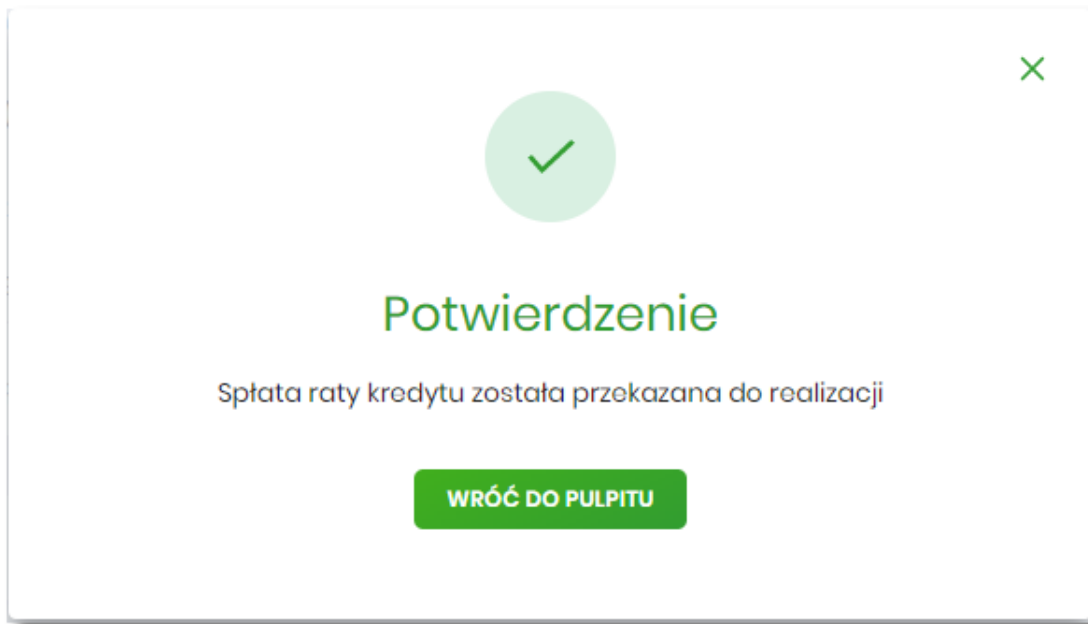 Potwierdzenie
Spłata raty kredytu została przekazana do realizacji
WRÓĆ DO PULPITU